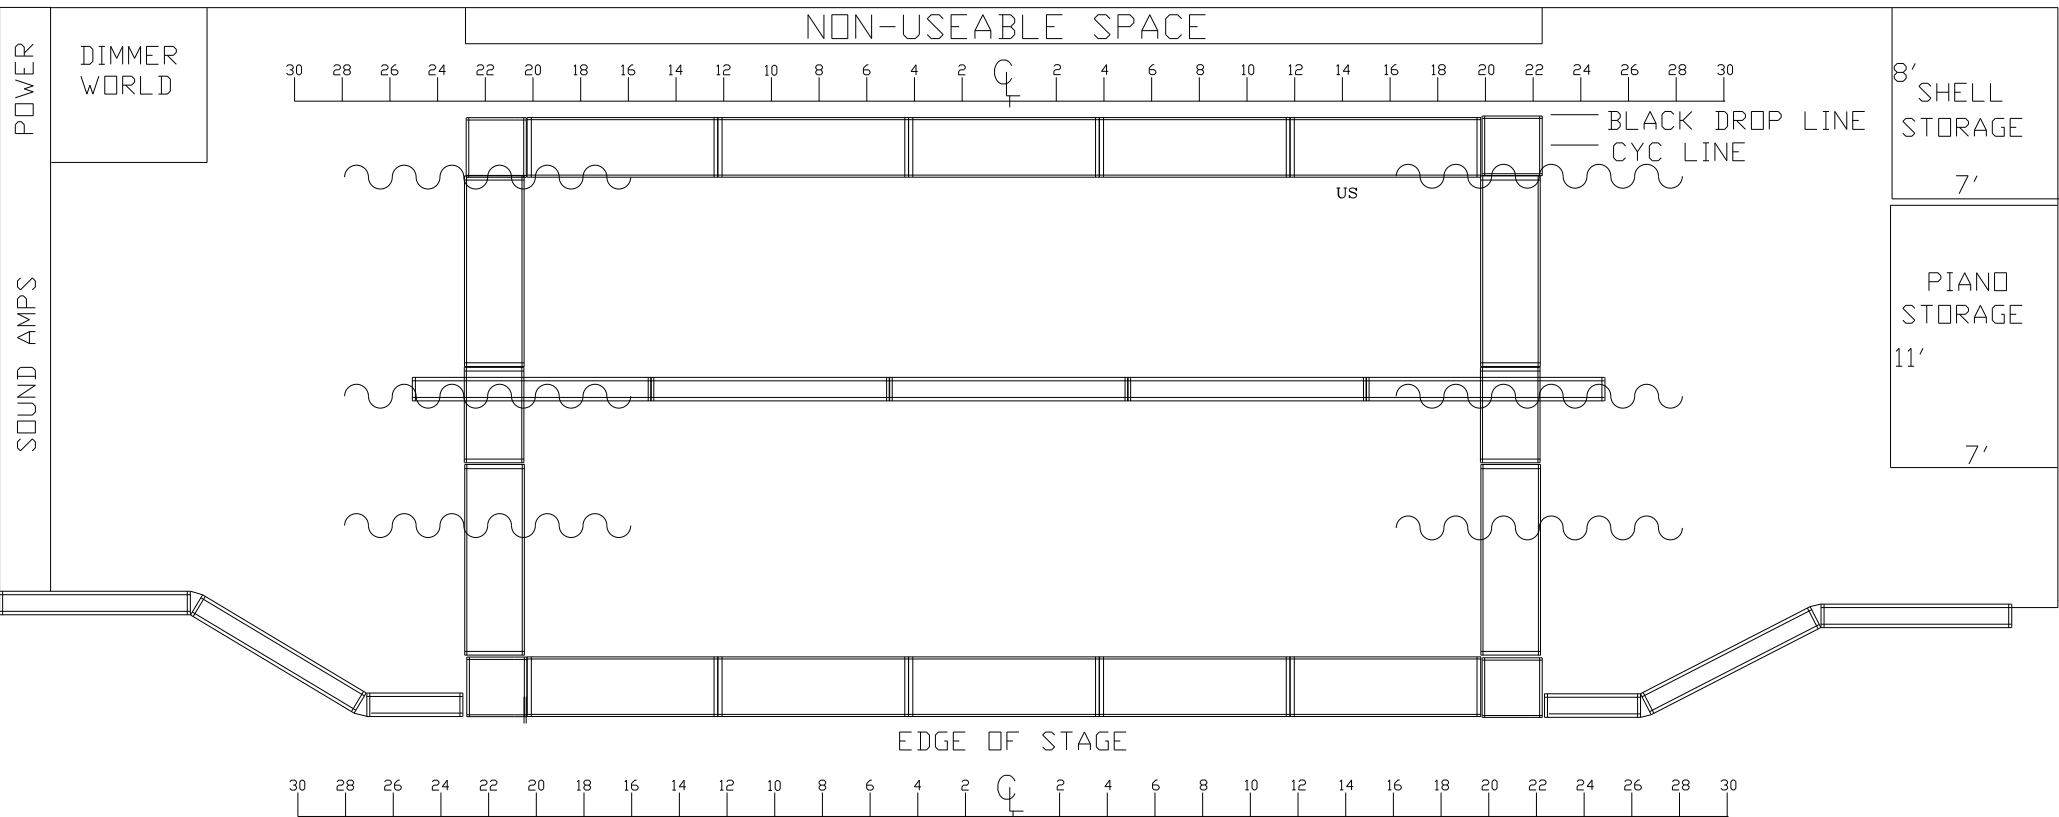 NON-USEABLE SPACE
POWER
DIMMER
WORLD
30 28 26 24 22 20 18 16 14 12 10 8 6 4 2 ℄ 2 4 6 8 10 12 14 16 18 20 22 24 26 28 30
8'
SHELL
STORAGE
7'
BLACK DROP LINE
CYC LINE
US
SOUND AMPS
PIANO
STORAGE
11'
7'
EDGE OF STAGE
30 28 26 24 22 20 18 16 14 12 10 8 6 4 2 ℄ 2 4 6 8 10 12 14 16 18 20 22 24 26 28 30